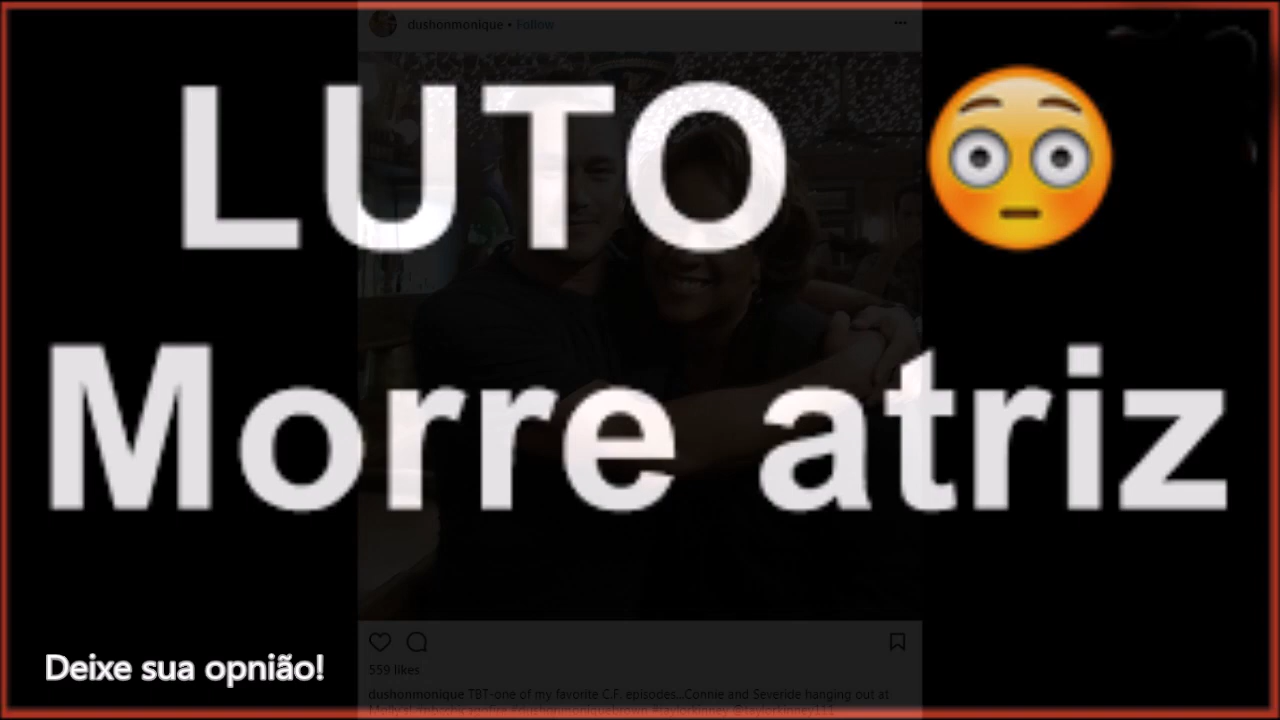 dushonmonique • Follow
LUTO
Morre atriz
Deixe sua opnião!
559 likes
dushonmonique TBT-one of my favorite C.F. episodes...Connie and Severide hanging out at